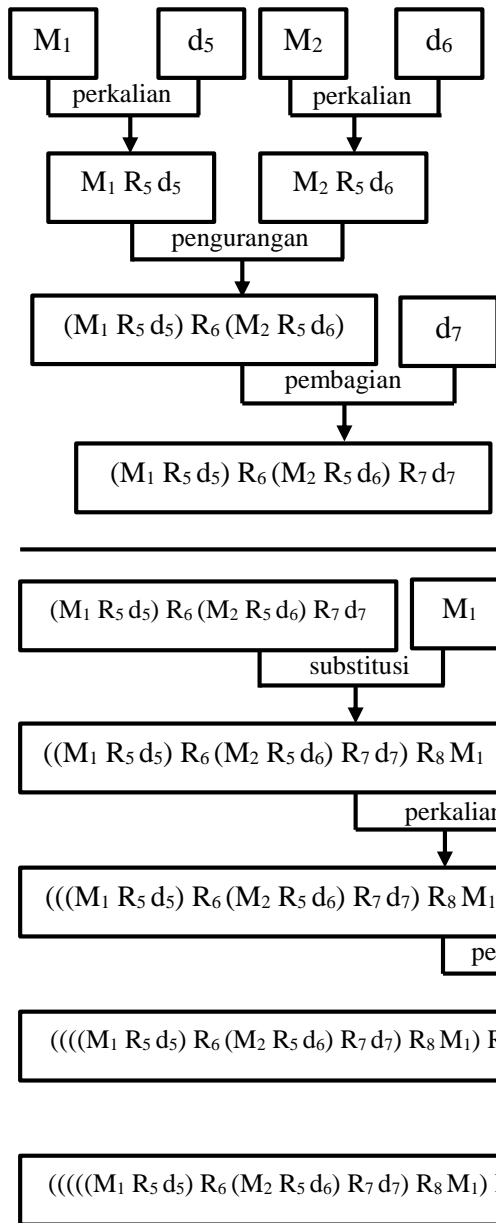 M₁ d₅ M₂ d₆
perkalian perkalian
M₁ R₅ d₅ M₂ R₅ d₆
pengurangan
(M₁ R₅ d₅) R₆ (M₂ R₅ d₆) d₇
pembagian
(M₁ R₅ d₅) R₆ (M₂ R₅ d₆) R₇ d₇
(M₁ R₅ d₅) R₆ (M₂ R₅ d₆) R₇ d₇ M₁
substitusi
((M₁ R₅ d₅) R₆ (M₂ R₅ d₆) R₇ d₇) R₈ M₁
perkalian
(((M₁ R₅ d₅) R₆ (M₂ R₅ d₆) R₇ d₇) R₈ M₁
pe
((((M₁ R₅ d₅) R₆ (M₂ R₅ d₆) R₇ d₇) R₈ M₁) R
(((((M₁ R₅ d₅) R₆ (M₂ R₅ d₆) R₇ d₇) R₈ M₁)